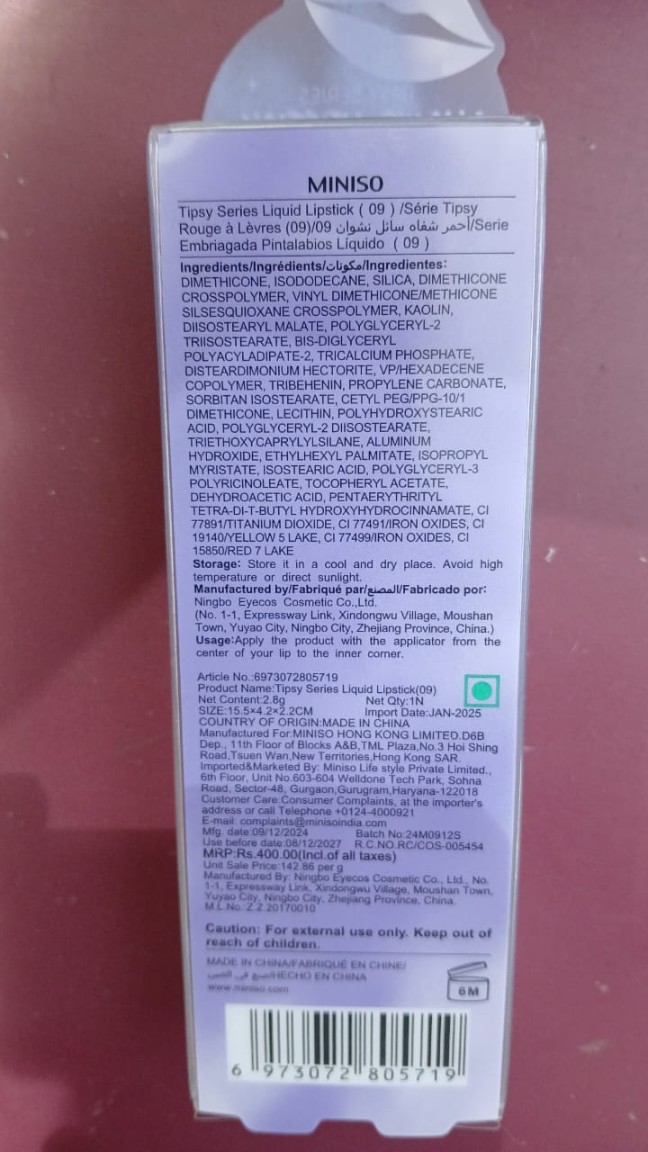 MINISO
Tipsy Series Liquid Lipstick ( 09 ) /Série Tipsy
Rouge à Lèvres (09)/09 أحمر شفاه سائل نشوان/Serie
Embriagada Pintalabios Líquido ( 09 )
Ingredients/Ingrédients/مكونات/Ingredientes:
DIMETHICONE, ISODODECANE, SILICA, DIMETHICONE
CROSSPOLYMER, VINYL DIMETHICONE/METHICONE
SILSESQUIOXANE CROSSPOLYMER, KAOLIN,
DIISOSTEARYL MALATE, POLYGLYCERYL-2
TRIISOSTEARATE, BIS-DIGLYCERYL
POLYACYLADIPATE-2, TRICALCIUM PHOSPHATE,
DISTEARDIMONIUM HECTORITE, VP/HEXADECENE
COPOLYMER, TRIBEHENIN, PROPYLENE CARBONATE,
SORBITAN ISOSTEARATE, CETYL PEG/PPG-10/1
DIMETHICONE, LECITHIN, POLYHYDROXYSTEARIC
ACID, POLYGLYCERYL-2 DIISOSTEARATE,
TRIETHOXYCAPRYLYLSILANE, ALUMINUM
HYDROXIDE, ETHYLHEXYL PALMITATE, ISOPROPYL
MYRISTATE, ISOSTEARIC ACID, POLYGLYCERYL-3
POLYRICINOLEATE, TOCOPHERYL ACETATE,
DEHYDROACETIC ACID, PENTAERYTHRITYL
TETRA-DI-T-BUTYL HYDROXYHYDROCINNAMATE, CI
77891/TITANIUM DIOXIDE, CI 77491/IRON OXIDES, CI
19140/YELLOW 5 LAKE, CI 77499/IRON OXIDES, CI
15850/RED 7 LAKE
Storage: Store it in a cool and dry place. Avoid high
temperature or direct sunlight.
Manufactured by/Fabriqué par/المصنع/Fabricado por:
Ningbo Eyecos Cosmetic Co.,Ltd.
(No. 1-1, Expressway Link, Xindongwu Village, Moushan
Town, Yuyao City, Ningbo City, Zhejiang Province, China.)
Usage:Apply the product with the applicator from the
center of your lip to the inner corner.
Article No.:6973072805719
Product Name:Tipsy Series Liquid Lipstick(09)
Net Content:2.8g Net Qty:1N
SIZE:15.5×4.2×2.2CM Import Date:JAN-2025
COUNTRY OF ORIGIN:MADE IN CHINA
Manufactured For:MINISO HONG KONG LIMITED.D6B
Dep., 11th Floor of Blocks A&B,TML Plaza,No.3 Hoi Shing
Road,Tsuen Wan,New Territories,Hong Kong SAR.
Imported&Marketed By: Miniso Life style Private Limited.,
6th Floor, Unit No.603-604 Welldone Tech Park, Sohna
Road, Sector-48, Gurgaon,Gurugram,Haryana-122018
Customer Care:Consumer Complaints, at the importer's
address or call Telephone +0124-4000921
E-mail: complaints@minisoindia.com
Mfg. date:09/12/2024 Batch No:24M0912S
Use before date:08/12/2027 R.C.NO.RC/COS-005454
MRP:Rs.400.00(Incl.of all taxes)
Unit Sale Price:142.86 per g
Manufactured By: Ningbo Eyecos Cosmetic Co., Ltd., No.
1-1, Expressway Link, Xindongwu Village, Moushan Town,
Yuyao City, Ningbo City, Zhejiang Province, China.
M.L.No.:Z.Z.20170010
Caution: For external use only. Keep out of
reach of children.
MADE IN CHINA/FABRIQUÉ EN CHINE/
صنع في الصين/HECHO EN CHINA
www.miniso.com
6M
6 973072 805719